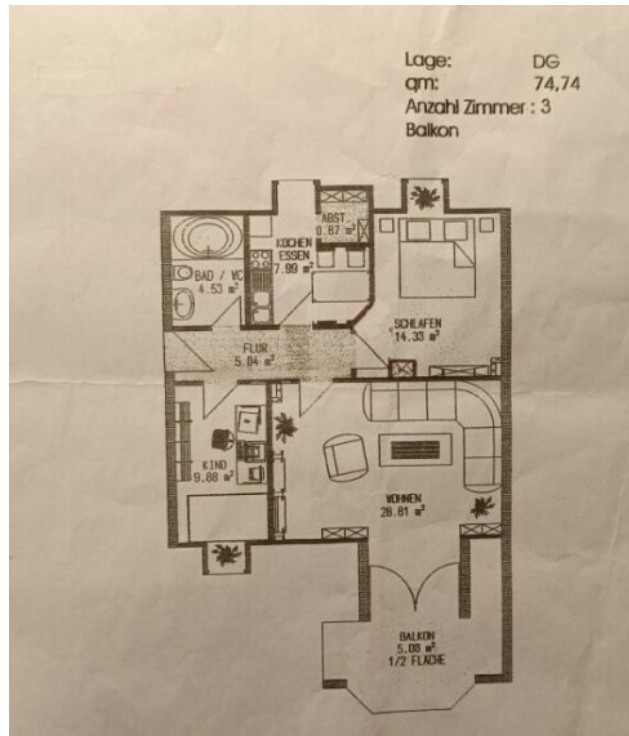 Lage: DG
qm: 74,74
Anzahl Zimmer : 3
Balkon
ABST.
0.87 m²
KOCHEN
ESSEN
7.99 m²
BAD / WC
4.53 m²
SCHLAFEN
14.33 m²
FLUR
5.04 m²
KIND
9.88 m²
WOHNEN
28.81 m²
BALKON
5.08 m²
1/2 FLÄCHE